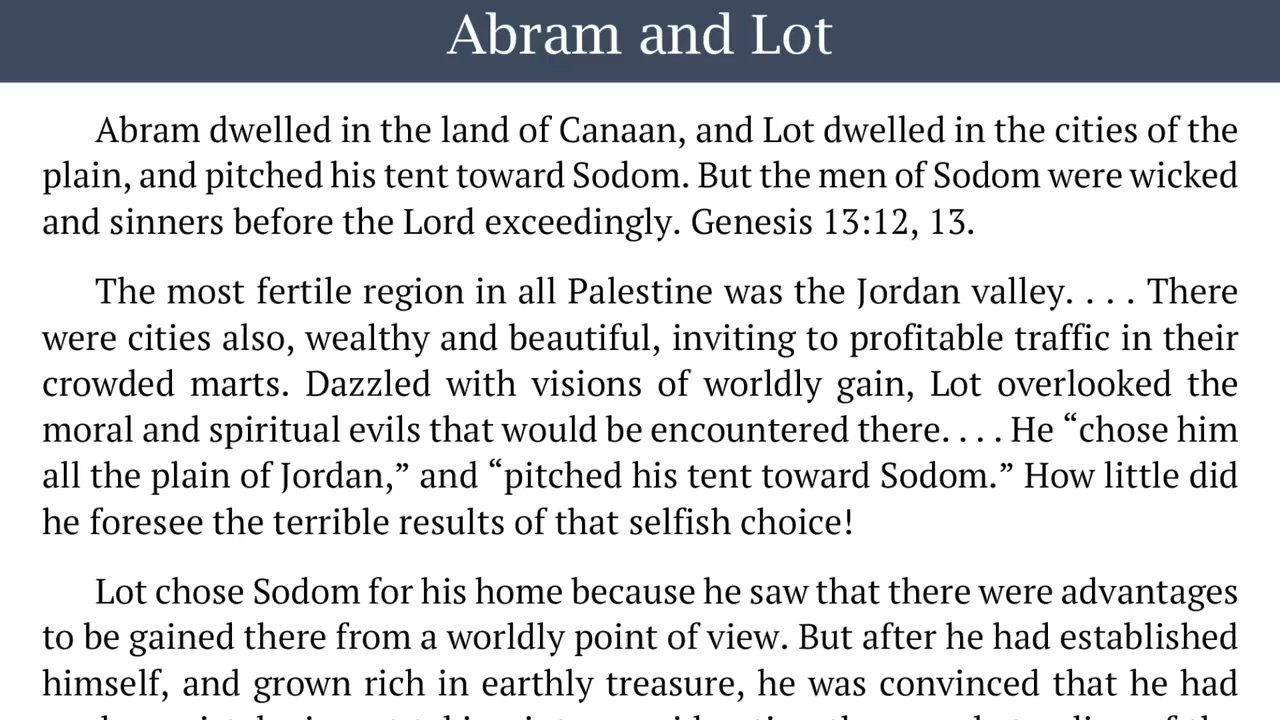 Abram and Lot
Abram dwelled in the land of Canaan, and Lot dwelled in the cities of the
plain, and pitched his tent toward Sodom. But the men of Sodom were wicked
and sinners before the Lord exceedingly. Genesis 13:12, 13.
The most fertile region in all Palestine was the Jordan valley. . . . There
were cities also, wealthy and beautiful, inviting to profitable traffic in their
crowded marts. Dazzled with visions of worldly gain, Lot overlooked the
moral and spiritual evils that would be encountered there. . . . He “chose him
all the plain of Jordan,” and “pitched his tent toward Sodom.” How little did
he foresee the terrible results of that selfish choice!
Lot chose Sodom for his home because he saw that there were advantages
to be gained there from a worldly point of view. But after he had established
himself, and grown rich in earthly treasure, he was convinced that he had